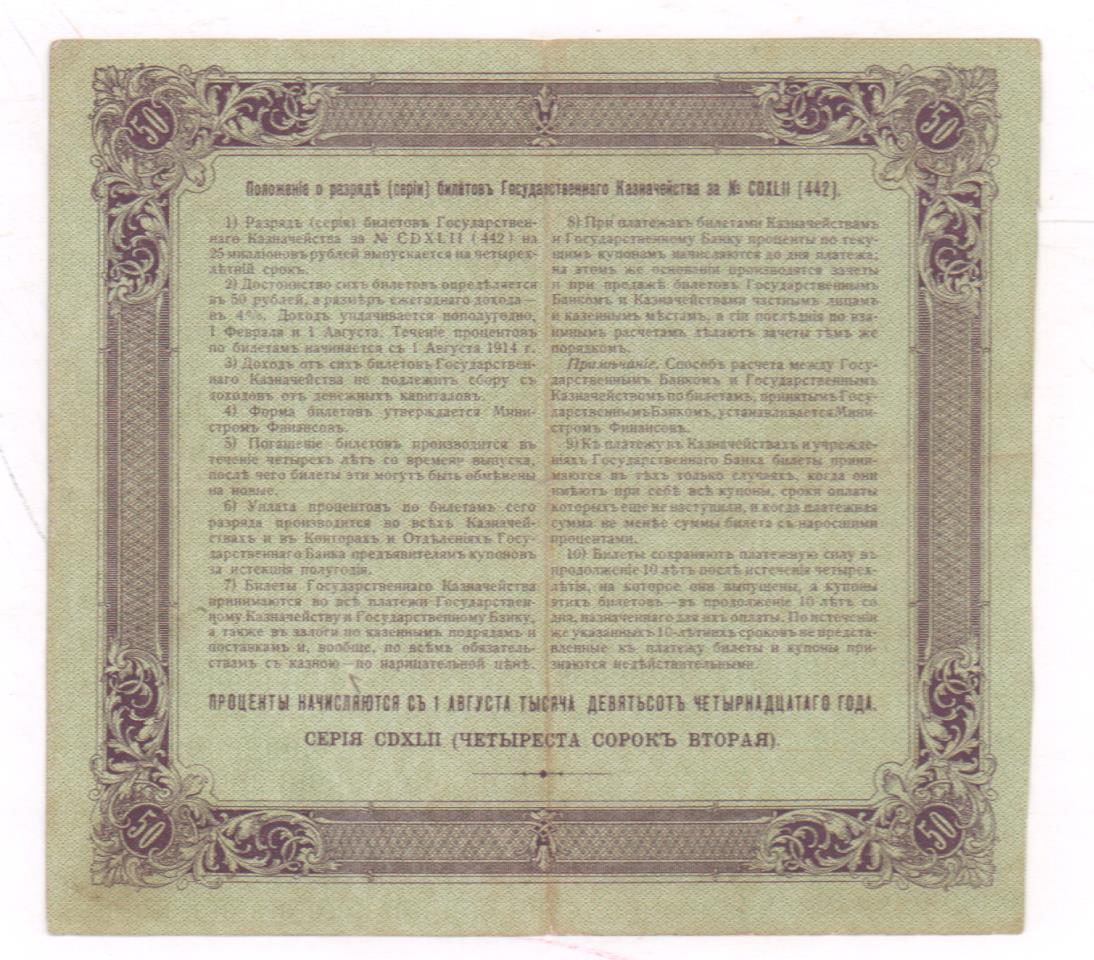 50
50
Положеніе о разрядѣ (серіи) билетовъ Государственнаго Казначейства за № CDXLII [442].
1) Разрядъ (серія) билетовъ Государствен-
наго Казначейства за № CDXLII (442) на
25 милліоновъ рублей выпускается на четырех-
лѣтній срокъ.
2) Достоинство сихъ билетовъ опредѣляется
въ 50 рублей, а размѣръ ежегоднаго дохода—
въ 4%. Доходъ уплачивается пополугодно,
1 Февраля и 1 Августа. Теченіе процентовъ
по билетамъ начинается съ 1 Августа 1914 г.
3) Доходъ отъ сихъ билетовъ Государствен-
наго Казначейства не подлежитъ сбору съ
доходовъ отъ денежныхъ капиталовъ.
4) Форма билетовъ утверждается Мини-
стромъ Финансовъ.
5) Погашеніе билетовъ производится въ
теченіе четырехъ лѣтъ со времени выпуска,
послѣ чего билеты эти могутъ быть обмѣнены
на новые.
6) Уплата процентовъ по билетамъ сего
разряда производится во всѣхъ Казначей-
ствахъ и въ Конторахъ и Отдѣленіяхъ Госу-
дарственнаго Банка предъявителямъ купоновъ
за истекшія полугодія.
7) Билеты Государственнаго Казначейства
принимаются во всѣ платежи Государствен-
ному Казначейству и Государственному Банку,
а также въ залоги по казеннымъ подрядамъ и
поставкамъ и, вообще, по всѣмъ обязатель-
ствамъ съ казною—по нарицательной цѣнѣ.
8) При платежахъ билетами Казначействамъ
и Государственному Банку проценты по теку-
щимъ купонамъ начисляются до дня платежа;
на этомъ же основаніи производятся зачеты
и при продажѣ билетовъ Государственнымъ
Банкомъ и Казначействами частнымъ лицамъ
и казеннымъ мѣстамъ, а сіи послѣднія по вза-
имнымъ расчетамъ дѣлаютъ зачеты тѣмъ же
порядкомъ.
Примѣчаніе. Способъ расчета между Госу-
дарственнымъ Банкомъ и Государственнымъ
Казначействомъ по билетамъ, принятымъ Госу-
дарственнымъ Банкомъ, устанавливается Мини-
стромъ Финансовъ.
9) Къ платежу въ Казначействахъ и учрежде-
ніяхъ Государственнаго Банка билеты прини-
маются въ тѣхъ только случаяхъ, когда они
имѣютъ при себѣ всѣ купоны, сроки оплаты
которыхъ еще не наступили, и когда платежная
сумма не менѣе суммы билета съ наросшими
процентами.
10) Билеты сохраняютъ платежную силу въ
продолженіе 10 лѣтъ послѣ истеченія четырех-
лѣтія, на которое они выпущены, а купоны
этихъ билетовъ—въ продолженіе 10 лѣтъ со
дня, назначеннаго для ихъ оплаты. По истеченіи
же указанныхъ 10-лѣтнихъ сроковъ не предста-
вленные къ платежу билеты и купоны при-
знаются недѣйствительными.
ПРОЦЕНТЫ НАЧИСЛЯЮТСЯ СЪ 1 АВГУСТА ТЫСЯЧА ДЕВЯТЬСОТЪ ЧЕТЫРНАДЦАТАГО ГОДА.
СЕРІЯ CDXLII (ЧЕТЫРЕСТА СОРОКЪ ВТОРАЯ).
50
50